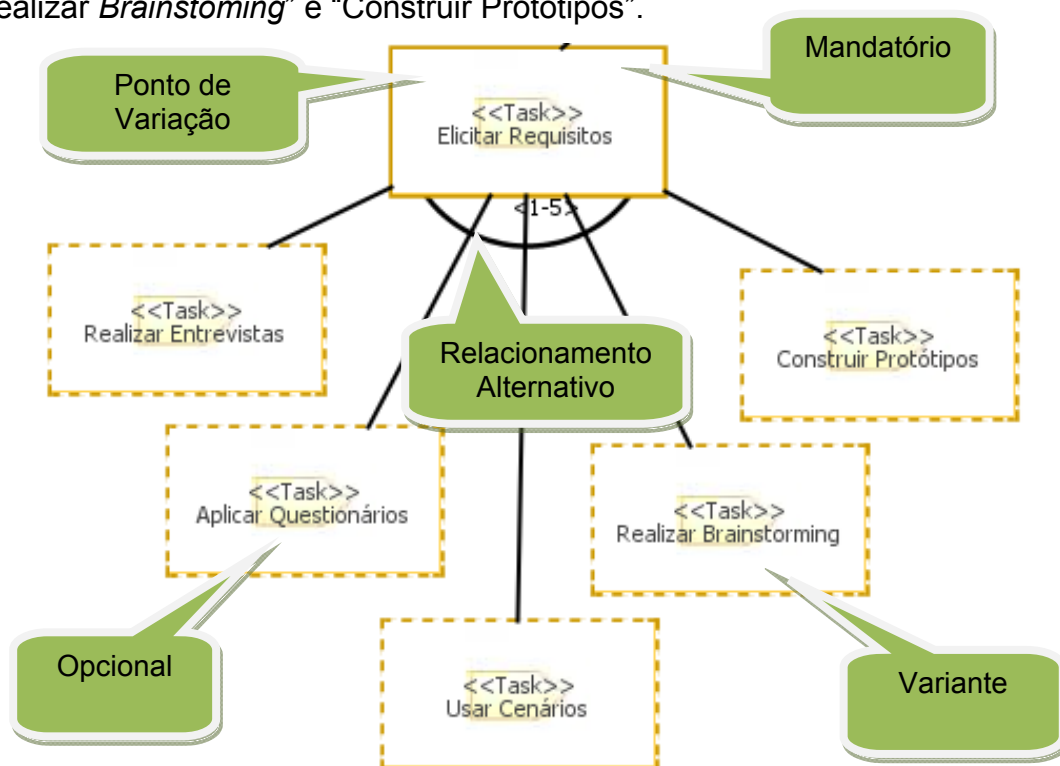 ealizar Brainstoming” e “Construir Protótipos”.
Mandatório
Ponto de
Variação
<<Task>>
Elicitar Requisitos
<1-5>
<<Task>>
Realizar Entrevistas
<<Task>>
Construir Protótipos
Relacionamento
Alternativo
<<Task>>
Aplicar Questionários
<<Task>>
Realizar Brainstorming
Opcional
<<Task>>
Usar Cenários
Variante